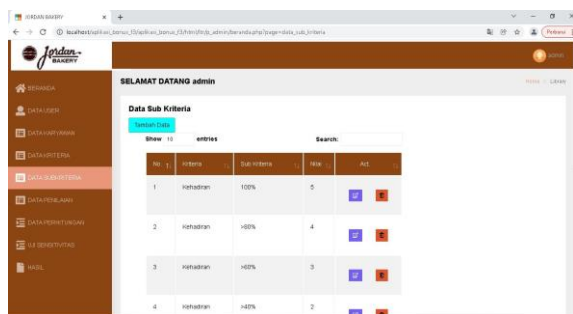 JORDAN BAKERY
localhost/aplikasi_bonus_f3/aplikasi_bonus_f3/html/ltr/p_admin/beranda.php?page=data_sub_kriteria
Jordan
BAKERY
admin
BERANDA
DATA USER
DATA KARYAWAN
DATA KRITERIA
DATA SUB KRITERIA
DATA PENILAIAN
DATA PERHITUNGAN
UJI SENSITIVITAS
HASIL
SELAMAT DATANG admin
Home
Library
Data Sub Kriteria
Tambah Data
Show 10 entries
Search:
No Kriteria Sub Kriteria Nilai Act
1 Kehadiran 100% 5
2 Kehadiran >80% 4
3 Kehadiran >60% 3
4 Kehadiran >40% 2